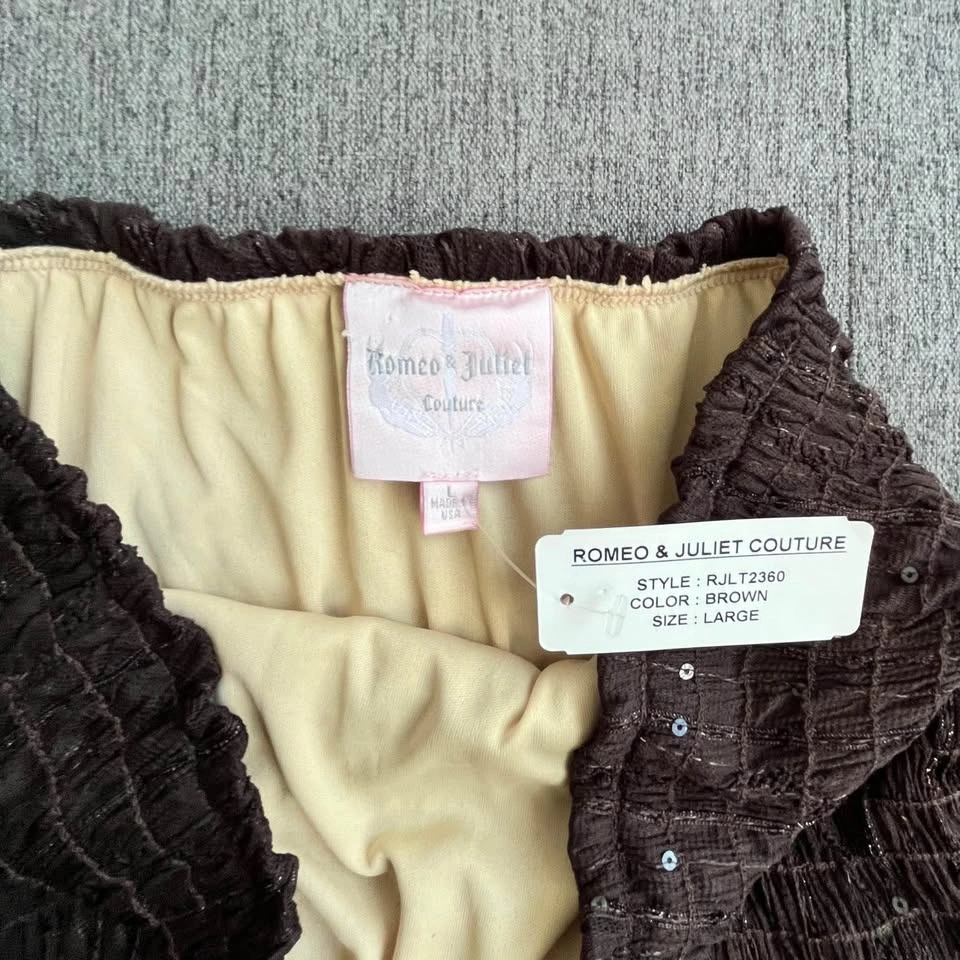 Romeo & Juliet
Couture
L
MADE IN
USA
ROMEO & JULIET COUTURE
STYLE : RJLT2360
COLOR : BROWN
SIZE : LARGE